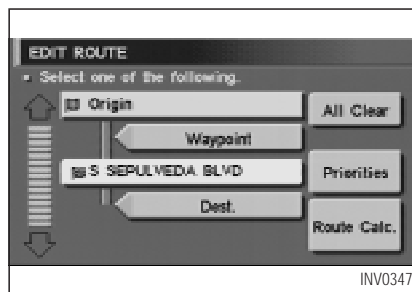 EDIT ROUTE
Select one of the following.
Origin
All Clear
Waypoint
S SEPULVEDA BLVD
Priorities
Dest.
Route Calc.
INV0347